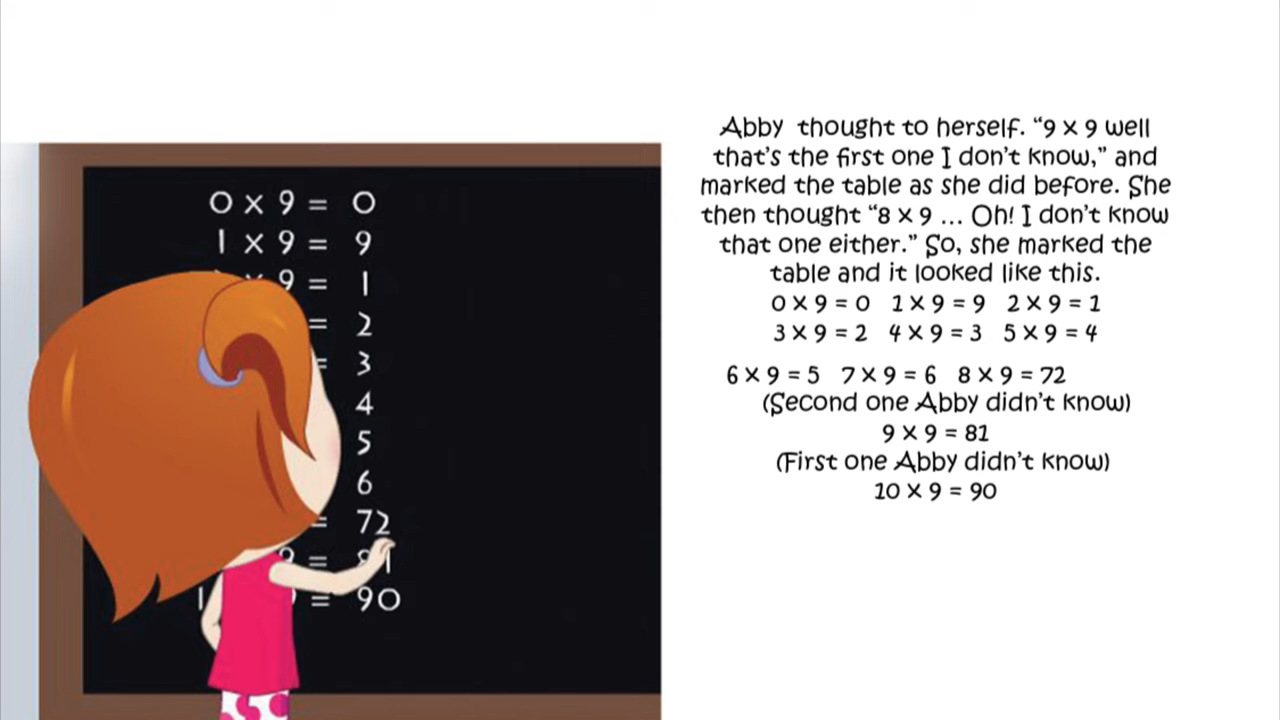 0 x 9 = 0
1 x 9 = 9
9 = 1
= 2
= 3
4
5
6
= 72
9 = 81
1 9 = 90
Abby thought to herself. “9 x 9 well
that’s the first one I don’t know,” and
marked the table as she did before. She
then thought “8 x 9 ... Oh! I don’t know
that one either.” So, she marked the
table and it looked like this.
0 x 9 = 0 1 x 9 = 9 2 x 9 = 1
3 x 9 = 2 4 x 9 = 3 5 x 9 = 4
6 x 9 = 5 7 x 9 = 6 8 x 9 = 72
(Second one Abby didn’t know)
9 x 9 = 81
(First one Abby didn’t know)
10 x 9 = 90